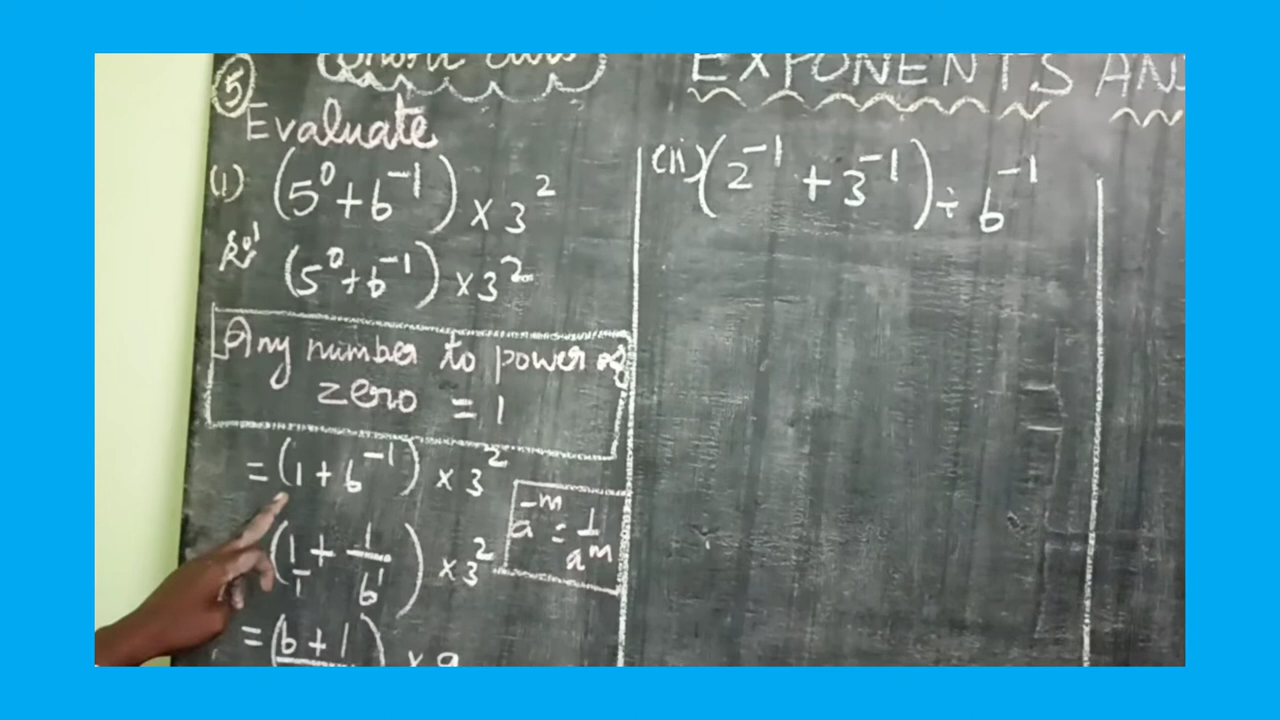 EXPONENTS AN
5
Evaluate
(i) (5⁰ + 6⁻¹) × 3²
Sol (5⁰ + 6⁻¹) × 3²
Any number to power of
zero = 1
= (1 + 6⁻¹) × 3²
a⁻ᵐ = 1/aᵐ
(1/1 + 1/6¹) × 3²
= (6 + 1) × 9
(ii) (2⁻¹ + 3⁻¹) ÷ 6⁻¹